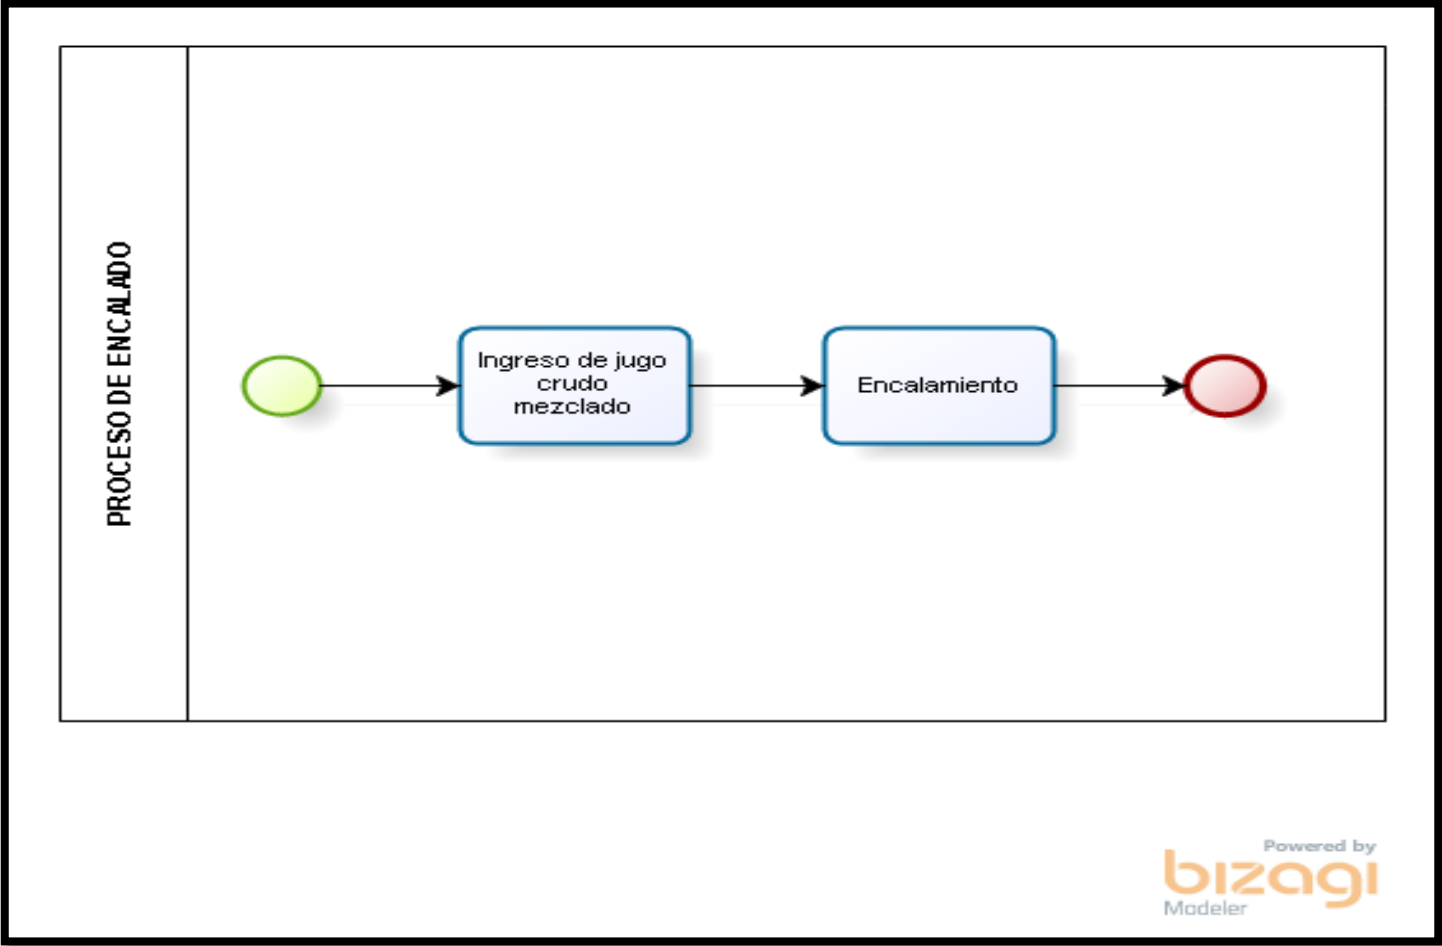 PROCESO DE ENCALADO
Ingreso de jugo
crudo
mezclado
Encalamiento
Powered by
bizagi
Modeler